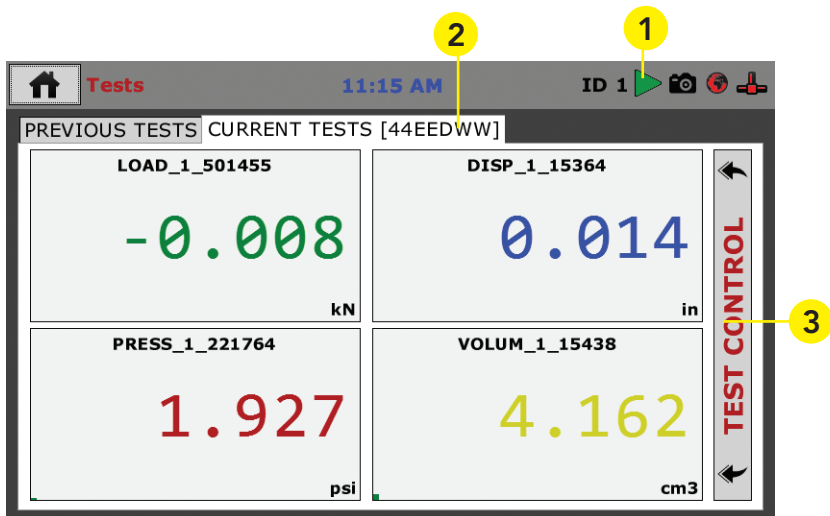 2
1
Tests 11:15 AM ID 1
PREVIOUS TESTS CURRENT TESTS [44EEDWW]
LOAD_1_501455
-0.008
kN
DISP_1_15364
0.014
in
PRESS_1_221764
1.927
psi
VOLUM_1_15438
4.162
cm3
TEST CONTROL
3